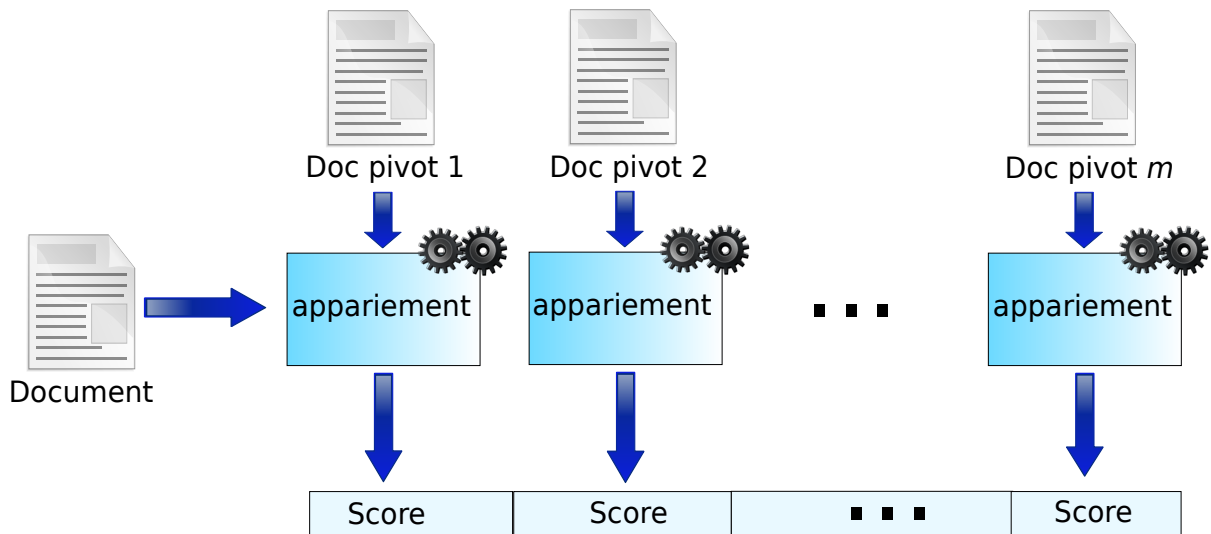 Doc pivot 1
Doc pivot 2
Doc pivot m
appariement
appariement
appariement
Document
Score
Score
Score